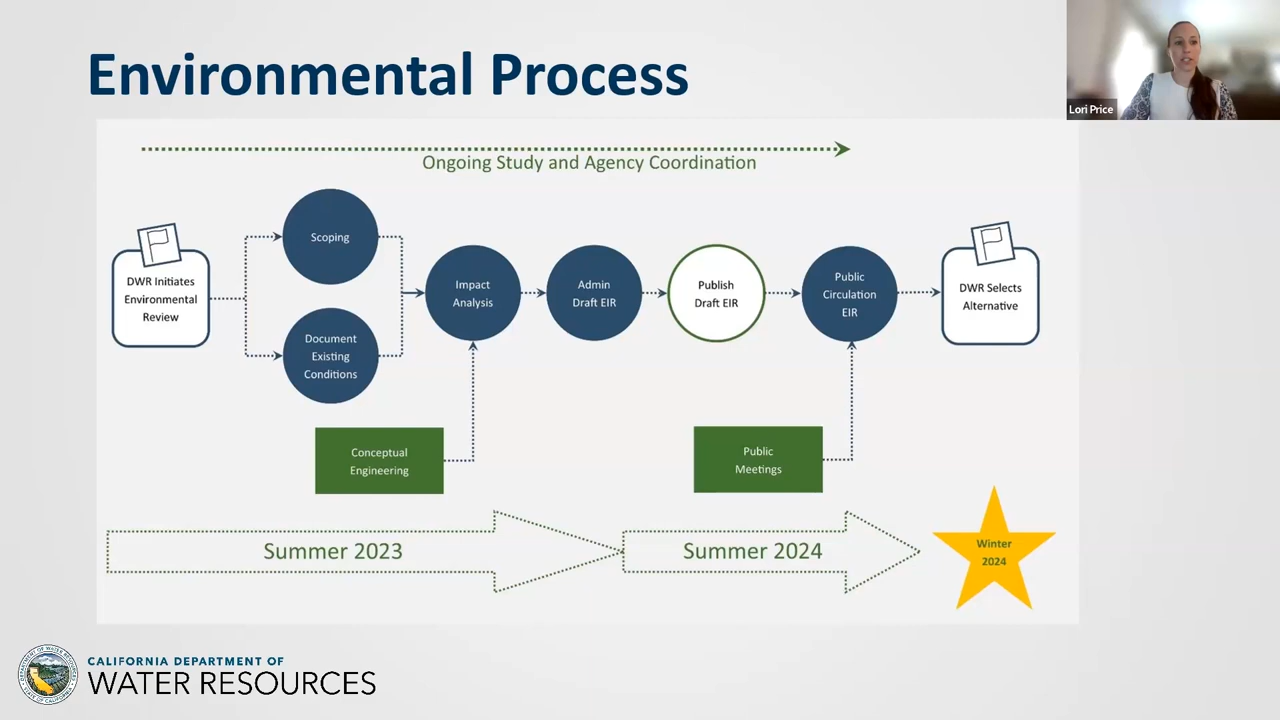 Environmental Process
Lori Price
Ongoing Study and Agency Coordination
DWR Initiates
Environmental
Review
Scoping
Document
Existing
Conditions
Impact
Analysis
Admin
Draft EIR
Publish
Draft EIR
Public
Circulation
EIR
DWR Selects
Alternative
Conceptual
Engineering
Public
Meetings
Summer 2023
Summer 2024
Winter
2024
CALIFORNIA DEPARTMENT OF
WATER RESOURCES